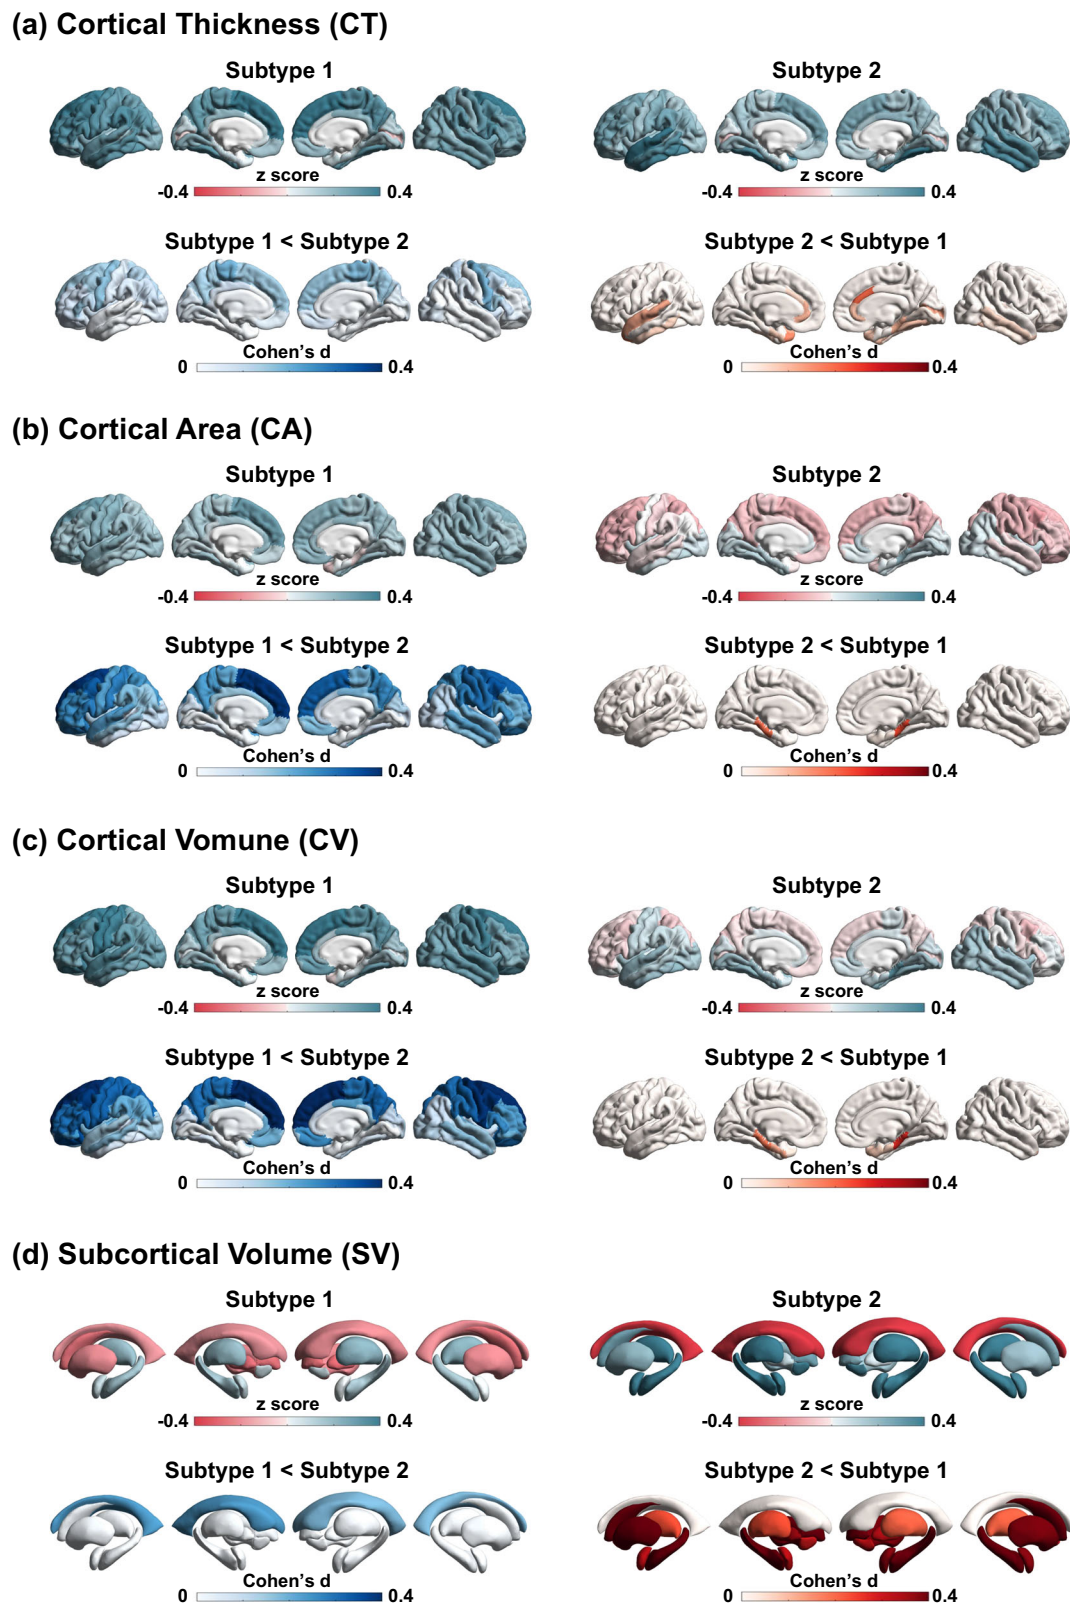 (a) Cortical Thickness (CT)
Subtype 1
Subtype 2
z score
-0.4 0.4
z score
-0.4 0.4
Subtype 1 < Subtype 2
Subtype 2 < Subtype 1
Cohen's d
0 0.4
Cohen's d
0 0.4
(b) Cortical Area (CA)
Subtype 1
Subtype 2
z score
-0.4 0.4
z score
-0.4 0.4
Subtype 1 < Subtype 2
Subtype 2 < Subtype 1
Cohen's d
0 0.4
Cohen's d
0 0.4
(c) Cortical Vomune (CV)
Subtype 1
Subtype 2
z score
-0.4 0.4
z score
-0.4 0.4
Subtype 1 < Subtype 2
Subtype 2 < Subtype 1
Cohen's d
0 0.4
Cohen's d
0 0.4
(d) Subcortical Volume (SV)
Subtype 1
Subtype 2
z score
-0.4 0.4
z score
-0.4 0.4
Subtype 1 < Subtype 2
Subtype 2 < Subtype 1
Cohen's d
0 0.4
Cohen's d
0 0.4